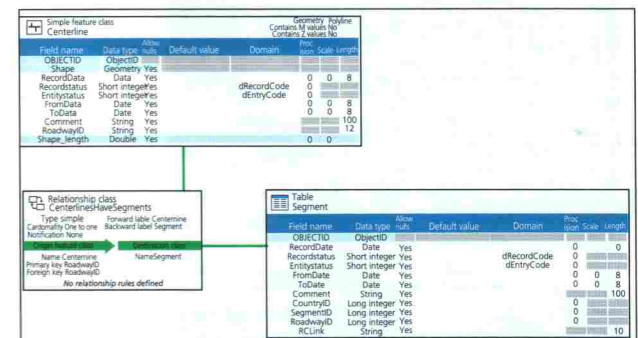 Simple feature class
Centerline
Geometry Polyline
Contains M values No
Contains Z values No
Field name Data type Allow nulls Default value Domain Prec ision Scale Length
OBJECTID ObjectID
Shape Geometry Yes
RecordData Data Yes 0 0 8
Recordstatus Short integer Yes dRecordCode 0
Entitystatus Short integer Yes dEntryCode 0
FromData Date Yes 0 0 8
ToData Date Yes 0 0 8
Comment String Yes 100
RoadwayID String Yes 12
Shape_length Double Yes 0 0
Relationship class
CenterlinesHaveSegments
Type simple Forward lable Centernine
Cardomality One to one Backward label Segment
Notification None
Origin feature class Destination class
Name Centernine NameSegment
Primary key RoadwayID
Foreign key RoadwayID
No relationship rules defined
Table
Segment
Field name Data type Allow nulls Default value Domain Proc ision Scale Length
OBJECTID ObjectID
RecordDate Date Yes 0 0
Recordstatus Short integer Yes dRecordCode 0
Entitystatus Short integer Yes dEntryCode 0
FromDate Date Yes 0 0 8
ToDate Date Yes 0 0 8
Comment String Yes 100
CountryID Long integer Yes 0
SegmentID Long integer Yes 0
RoadwayID Long integer Yes 0
RCLink String Yes 10